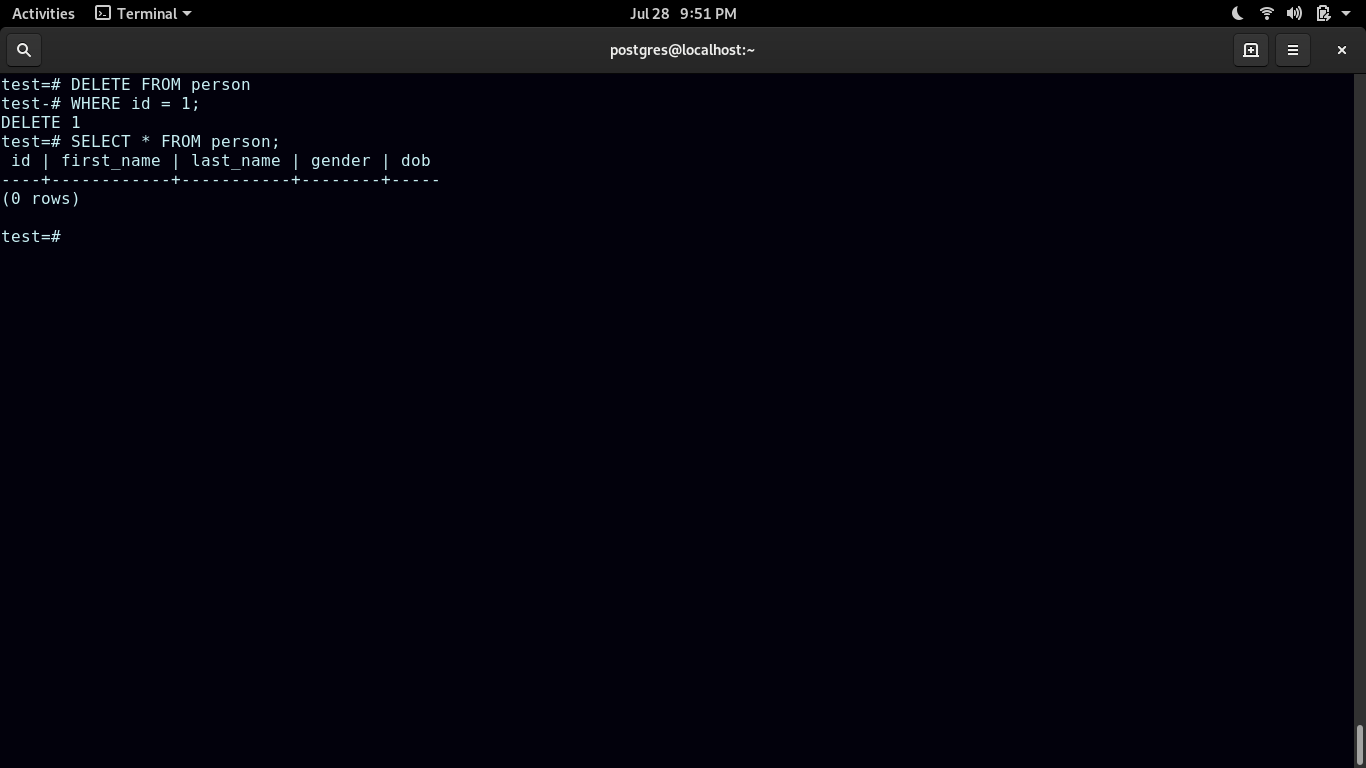 Activities Terminal Jul 28 9:51 PM
postgres@localhost:~
test=# DELETE FROM person
test-# WHERE id = 1;
DELETE 1
test=# SELECT * FROM person;
 id | first_name | last_name | gender | dob
----+------------+-----------+--------+-----
(0 rows)
test=#